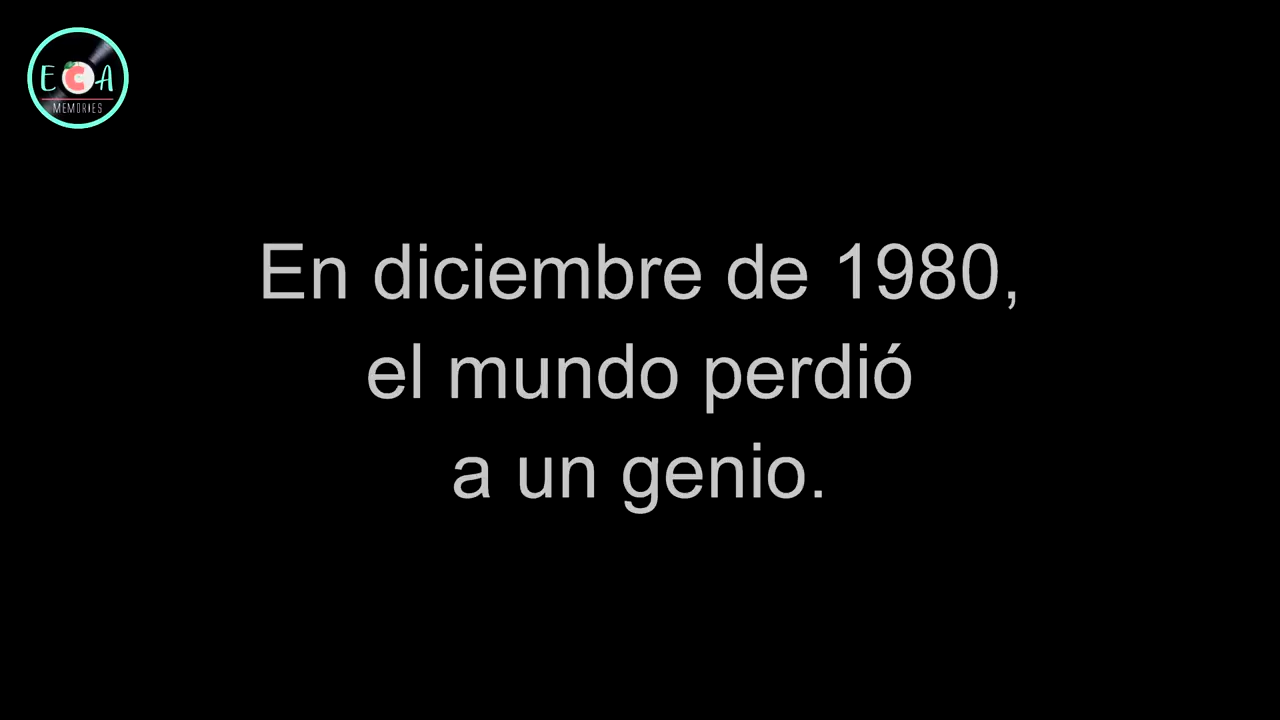 ECA
MEMORIES
En diciembre de 1980,
el mundo perdió
a un genio.